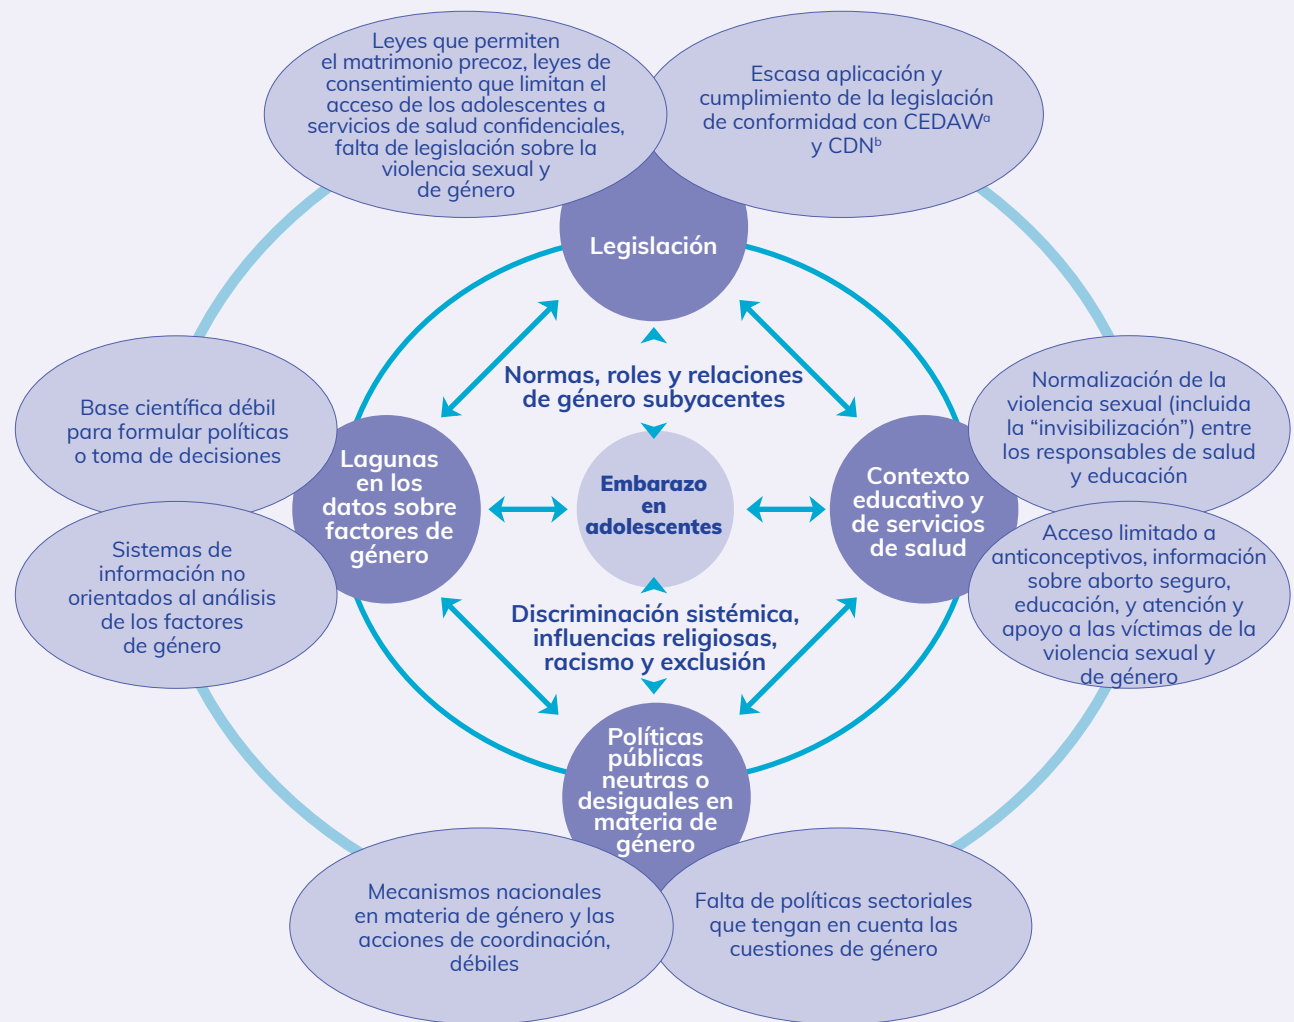 Leyes que permiten
el matrimonio precoz, leyes de
consentimiento que limitan el
acceso de los adolescentes a
servicios de salud confidenciales,
falta de legislación sobre la
violencia sexual y
de género
Escasa aplicación y
cumplimiento de la legislación
de conformidad con CEDAWᵃ
y CDNᵇ
Legislación
Normas, roles y relaciones
de género subyacentes
Base científica débil
para formular políticas
o toma de decisiones
Lagunas
en los
datos sobre
factores de
género
Embarazo
en
adolescentes
Contexto
educativo y
de servicios
de salud
Normalización de la
violencia sexual (incluida
la “invisibilización”) entre
los responsables de salud
y educación
Sistemas de
información no
orientados al análisis
de los factores
de género
Acceso limitado a
anticonceptivos, información
sobre aborto seguro,
educación, y atención y
apoyo a las víctimas de la
violencia sexual y
de género
Discriminación sistémica,
influencias religiosas,
racismo y exclusión
Políticas
públicas
neutras o
desiguales en
materia de
género
Mecanismos nacionales
en materia de género y las
acciones de coordinación,
débiles
Falta de políticas sectoriales
que tengan en cuenta las
cuestiones de género